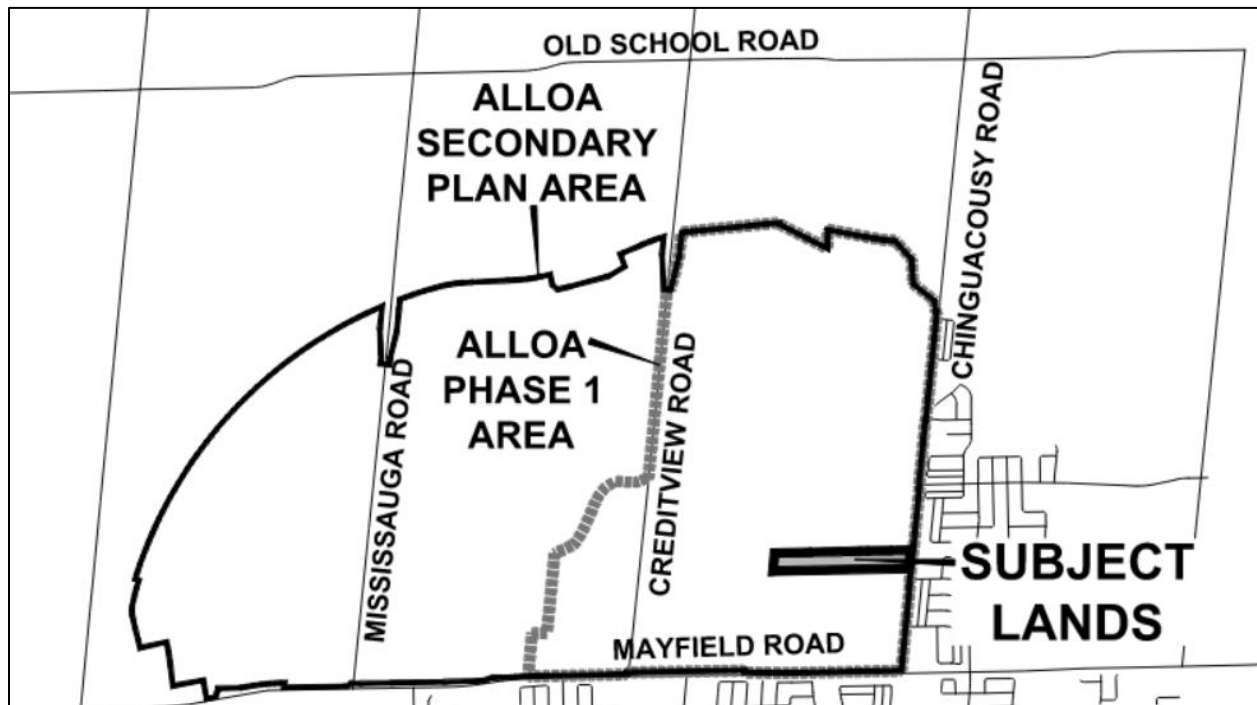 OLD SCHOOL ROAD
ALLOA
SECONDARY
PLAN AREA
CHINGUACOUSY ROAD
ALLOA
PHASE 1
AREA
MISSISSAUGA ROAD
CREDITVIEW ROAD
SUBJECT
LANDS
MAYFIELD ROAD